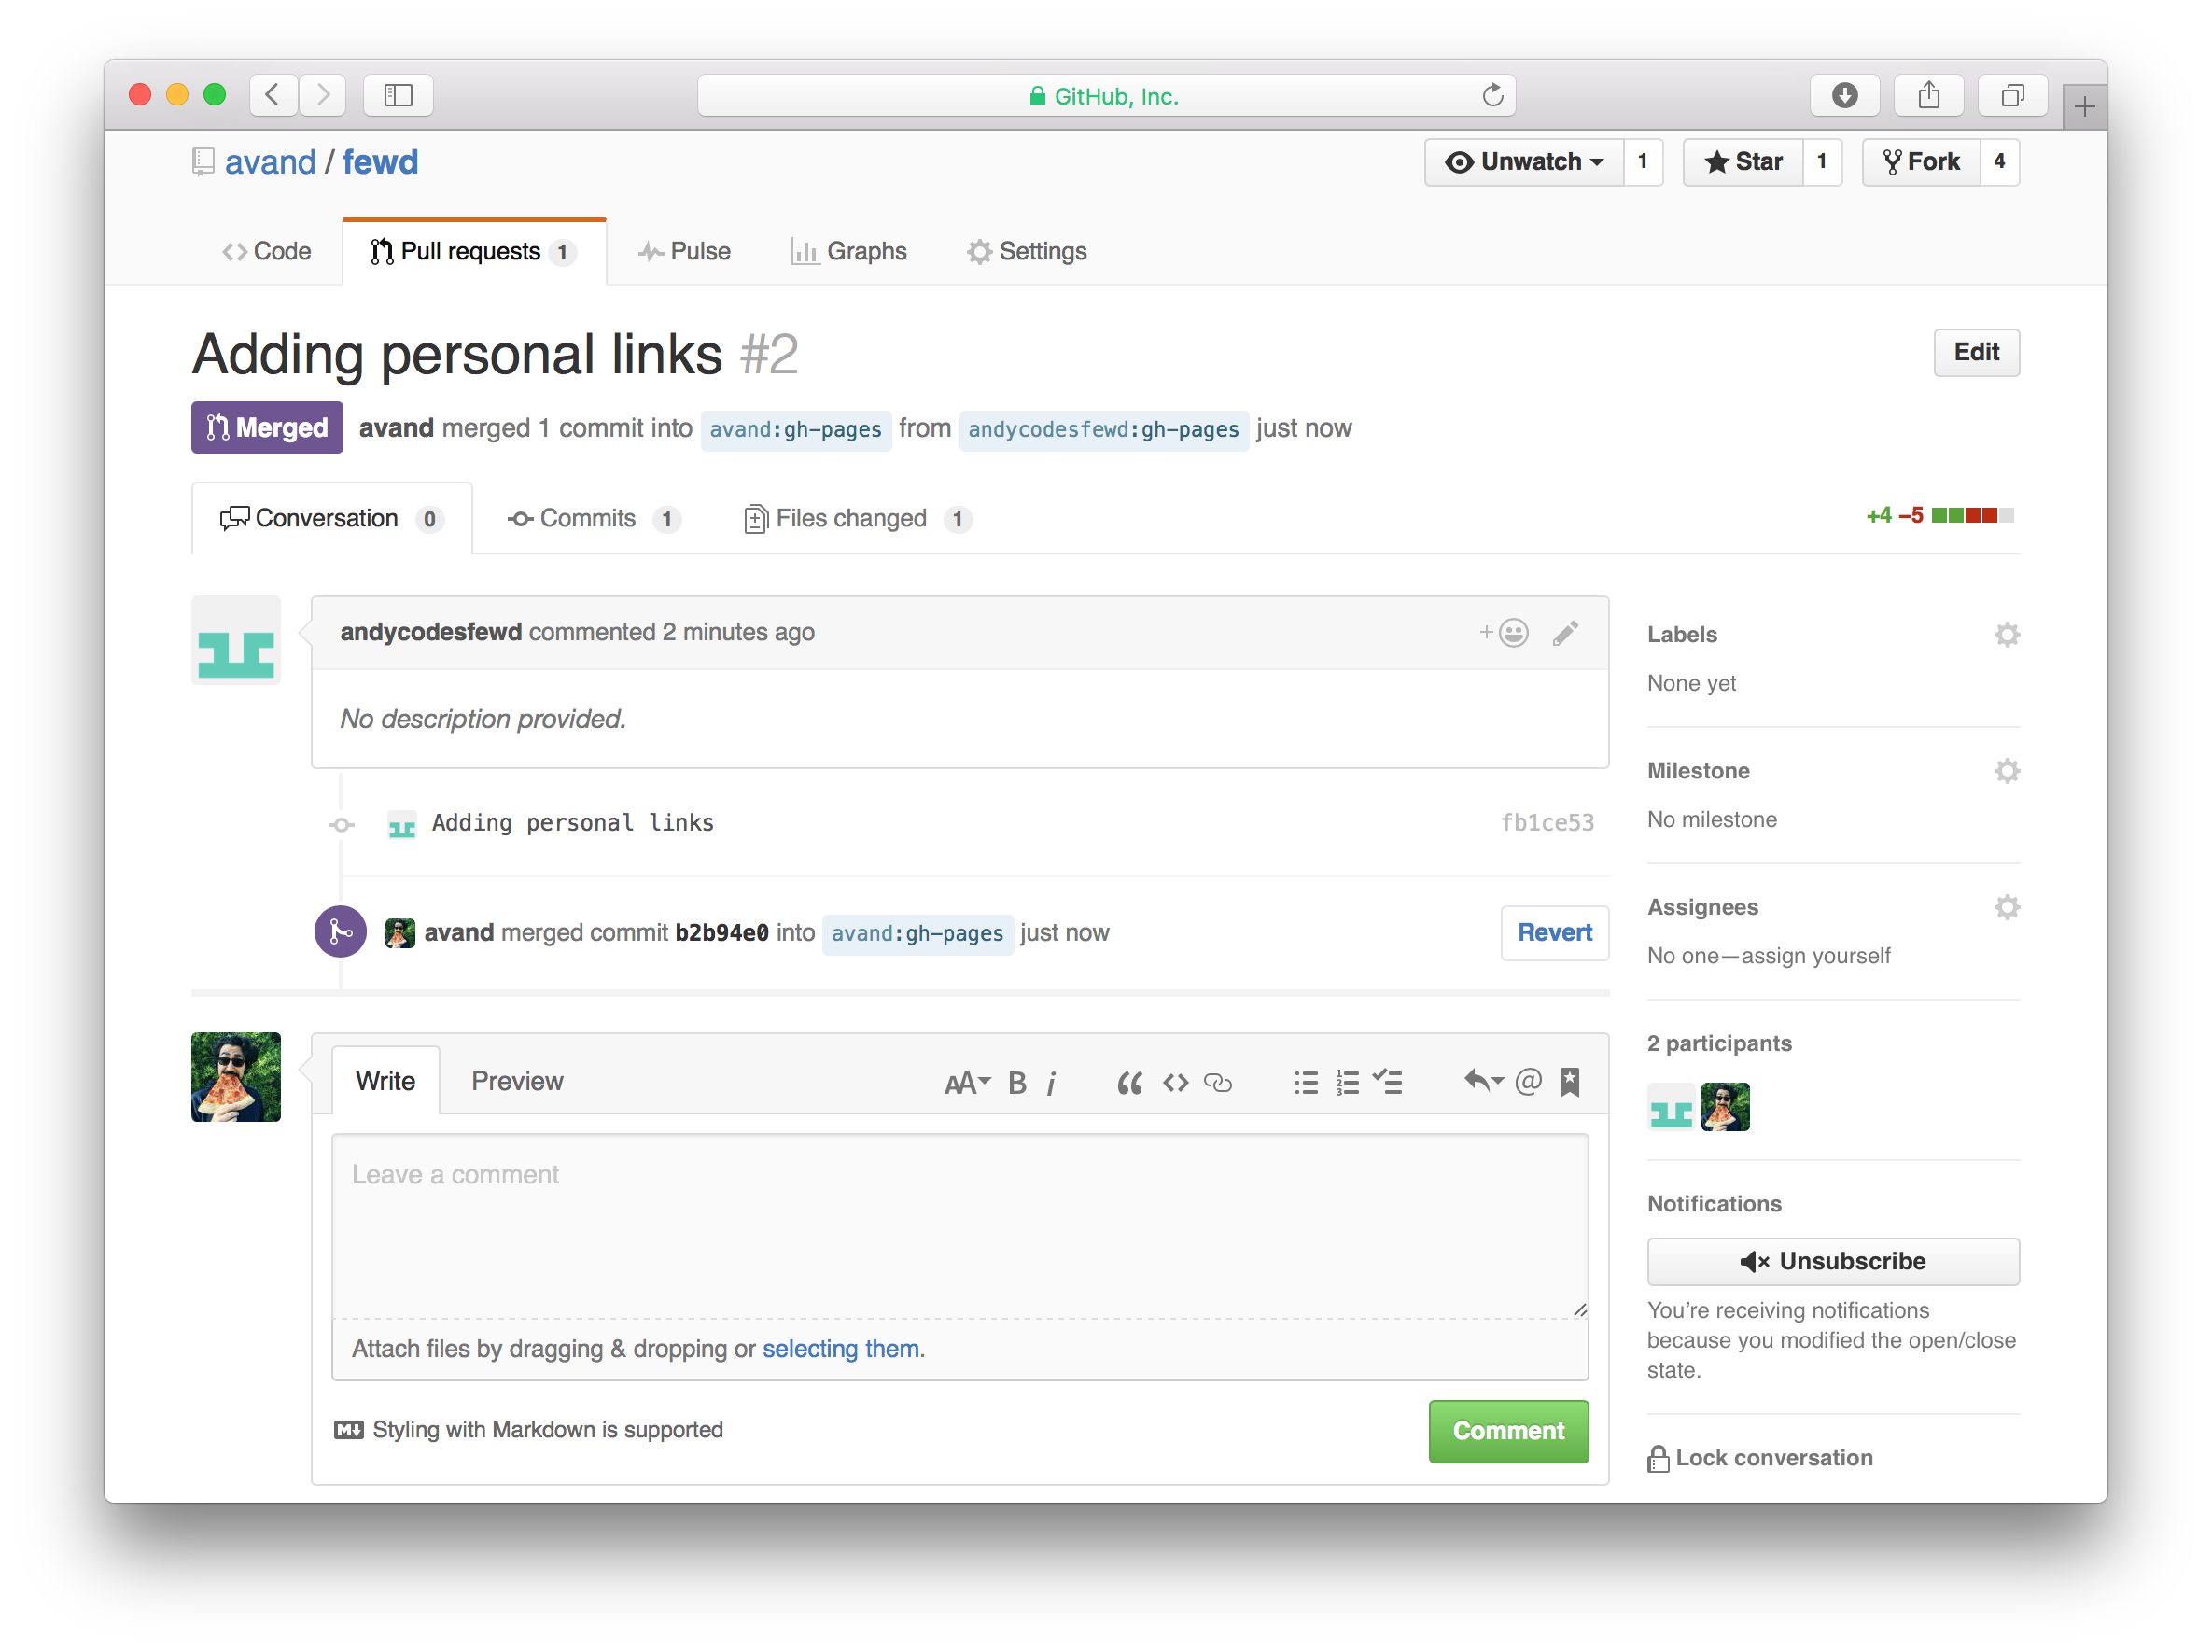 GitHub, Inc.
avand / fewd
Unwatch 1 Star 1 Fork 4
Code Pull requests 1 Pulse Graphs Settings
Adding personal links #2
Edit
Merged avand merged 1 commit into avand:gh-pages from andycodesfewd:gh-pages just now
Conversation 0 Commits 1 Files changed 1 +4 −5
andycodesfewd commented 2 minutes ago
No description provided.
Adding personal links fb1ce53
avand merged commit b2b94e0 into avand:gh-pages just now Revert
Write Preview AA B i
Leave a comment
Attach files by dragging & dropping or selecting them.
Styling with Markdown is supported
Comment
Labels
None yet
Milestone
No milestone
Assignees
No one—assign yourself
2 participants
Notifications
Unsubscribe
You’re receiving notifications
because you modified the open/close
state.
Lock conversation